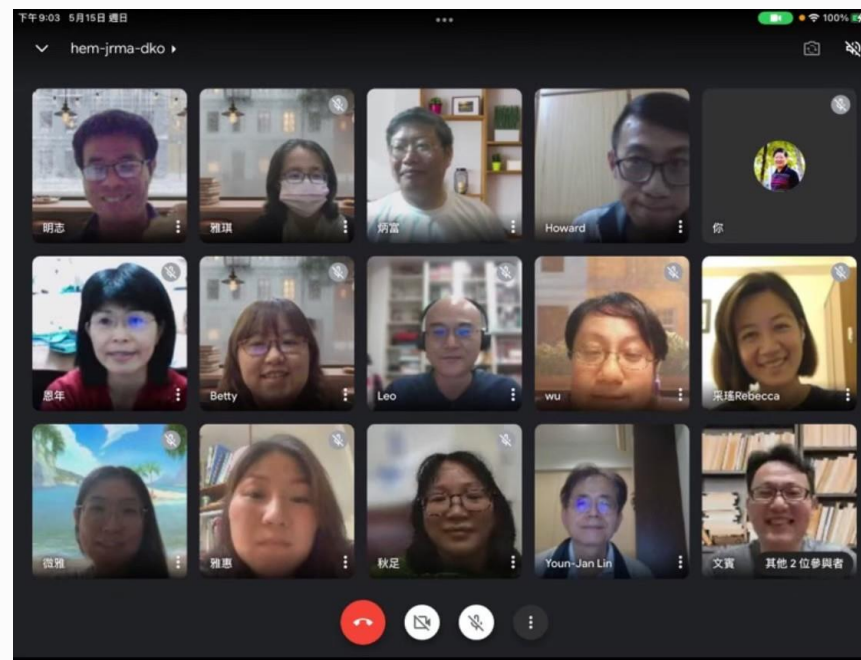 下午9:03 5月15日 週日
100%
hem-jrma-dko
明志
雅琪
炳富
Howard
你
恩年
Betty
Leo
wu
采瑤Rebecca
薇雅
雅惠
秋足
Youn-Jan Lin
文賓
其他 2 位參與者